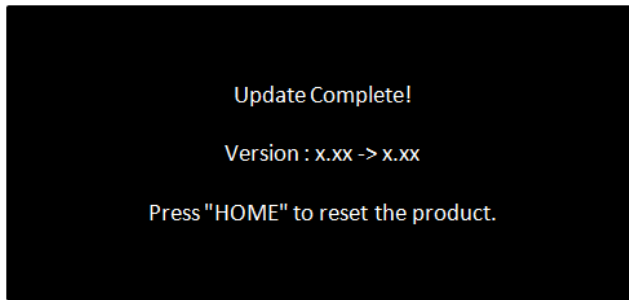 Update Complete!
Version : x.xx -> x.xx
Press "HOME" to reset the product.